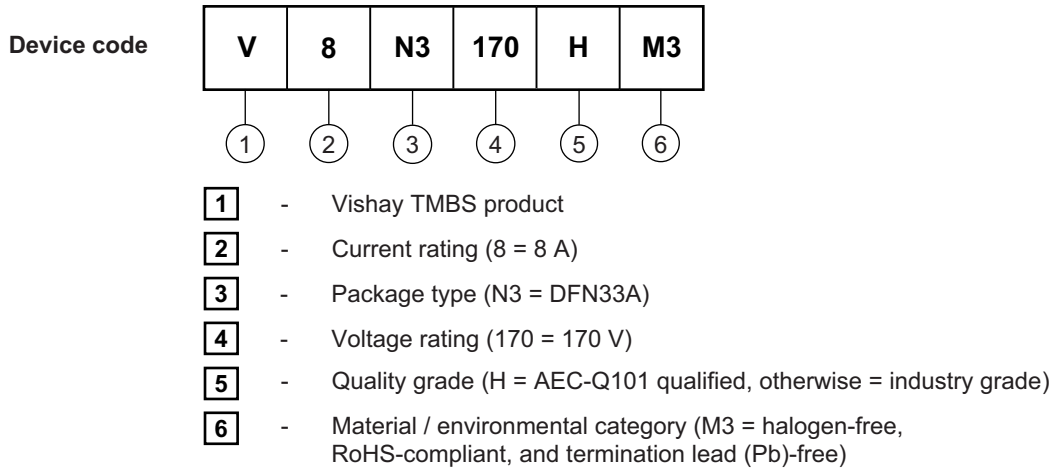 Device code V 8 N3 170 H M3
1 2 3 4 5 6
1 - Vishay TMBS product
2 - Current rating (8 = 8 A)
3 - Package type (N3 = DFN33A)
4 - Voltage rating (170 = 170 V)
5 - Quality grade (H = AEC-Q101 qualified, otherwise = industry grade)
6 - Material / environmental category (M3 = halogen-free,
RoHS-compliant, and termination lead (Pb)-free)